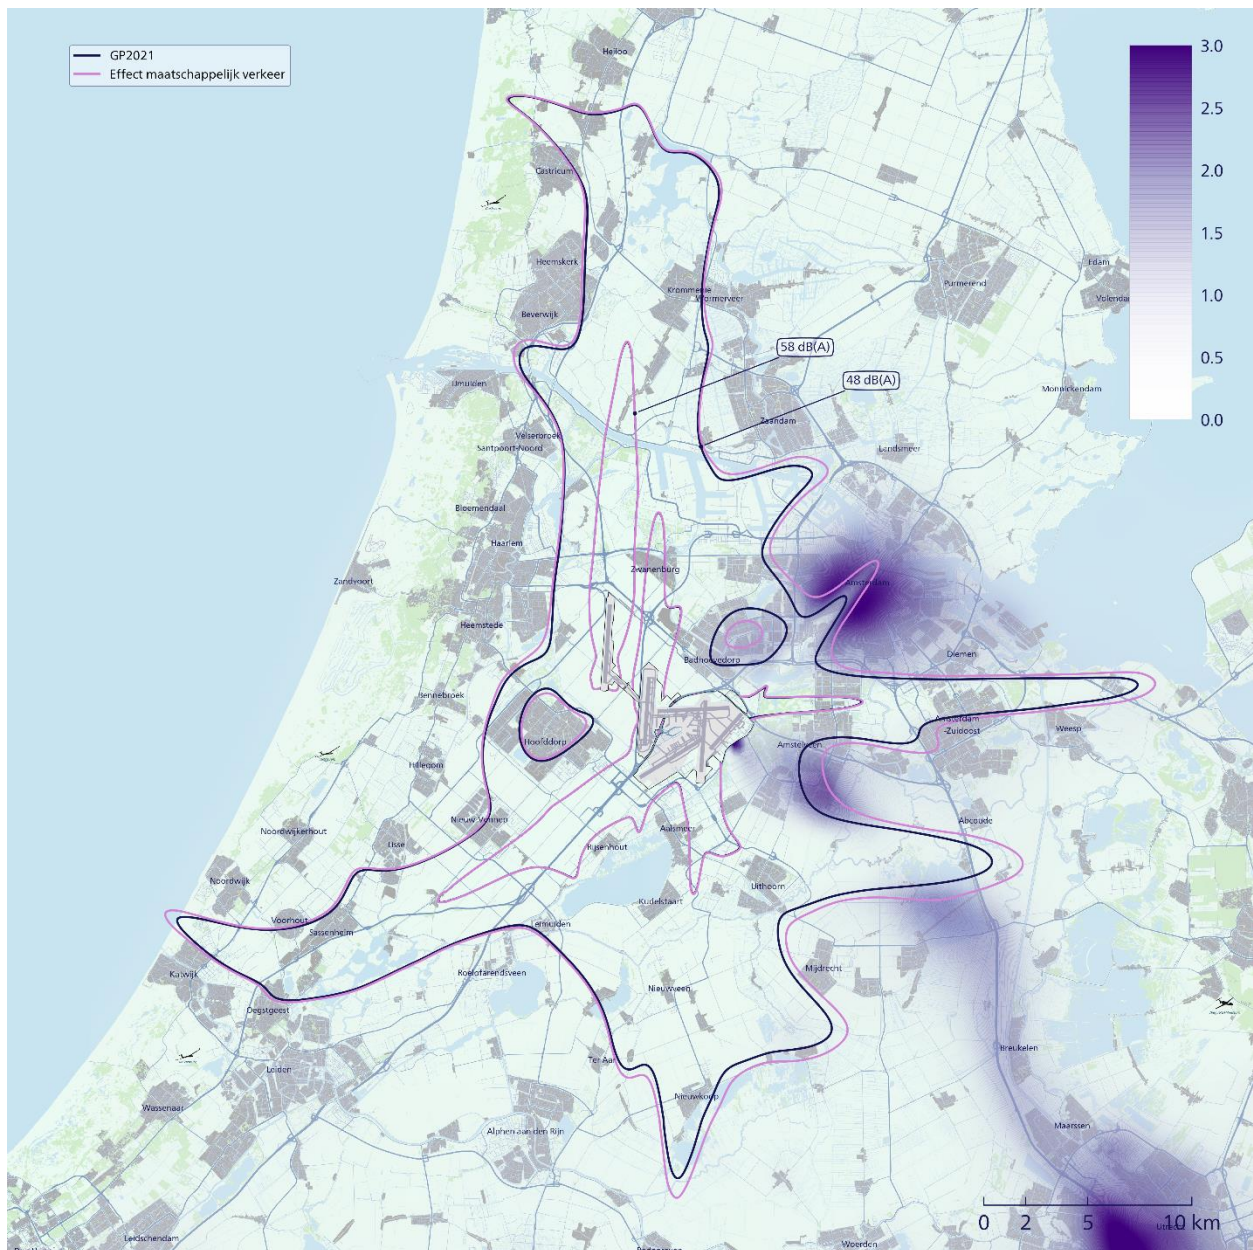 GP2021
Effect maatschappelijk verkeer
3.0
2.5
2.0
1.5
1.0
0.5
0.0
Heiloo
Castricum
Heemskerk
Beverwijk
Krommenie
Wormerveer
Purmerend
Edam
Volendam
58 dB(A)
48 dB(A)
IJmuiden
Monnickendam
Zaandam
Velserbroek
Santpoort-Noord
Landsmeer
Bloemendaal
Haarlem
Zandvoort
Zwanenburg
Amsterdam
Heemstede
Badhoevedorp
Diemen
Bennebroek
Hoofddorp
Amstelveen
Amsterdam
-Zuidoost
Weesp
Hillegom
Noordwijkerhout
Nieuw-Vennep
Aalsmeer
Abcoude
Lisse
Rijsenhout
Noordwijk
Uithoorn
Kudelstaart
Voorhout
Sassenheim
Leimuiden
Katwijk
Roelofarendsveen
Mijdrecht
Nieuwveen
Oegstgeest
Breukelen
Ter Aar
Leiden
Nieuwkoop
Wassenaar
Alphen aan den Rijn
Maarssen
Leidschendam
Woerden
Utrecht
0 2 5 10 km